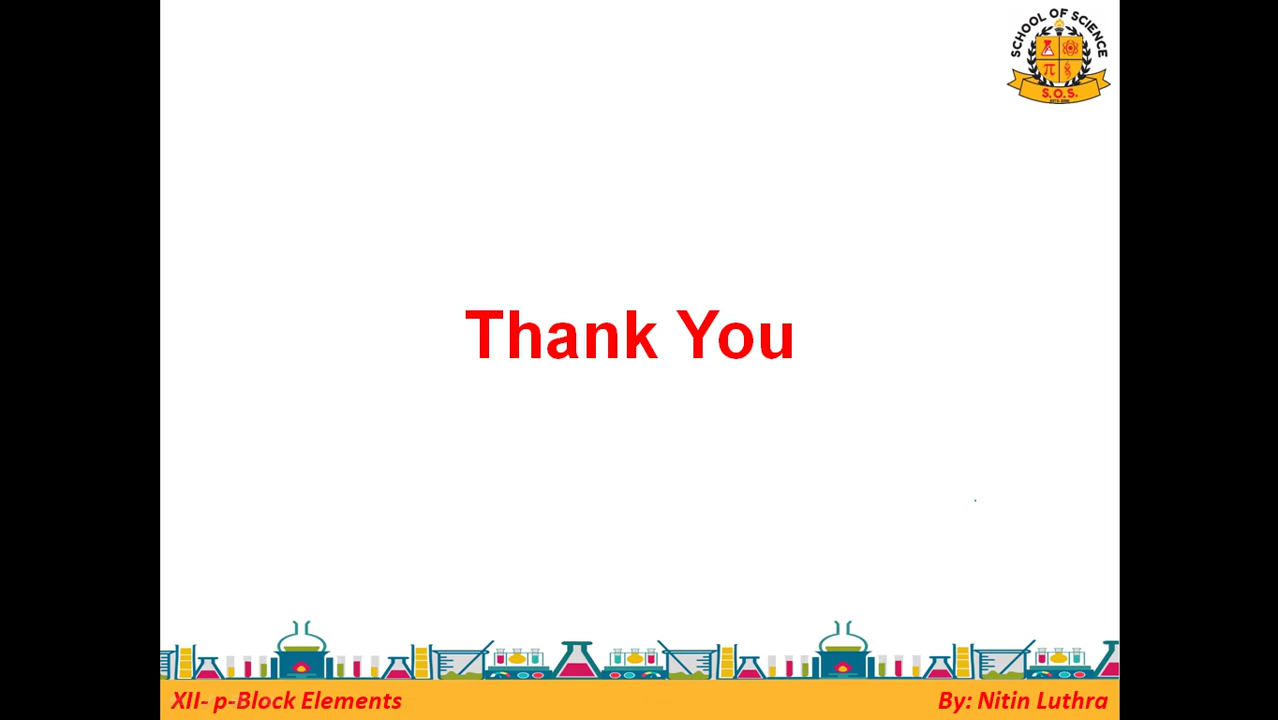 SCHOOL OF SCIENCE
π
S.O.S.
Thank You
XII- p-Block Elements
By: Nitin Luthra